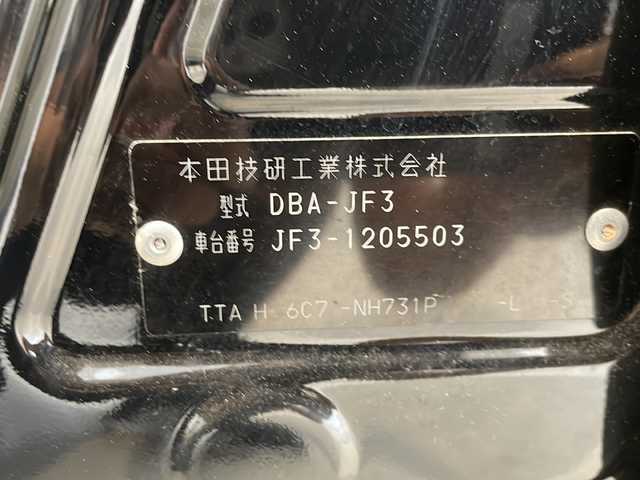 本田技研工業株式会社
型式 DBA-JF3
車台番号 JF3-1205503
TTA H 6C7 -NH731P -L -S